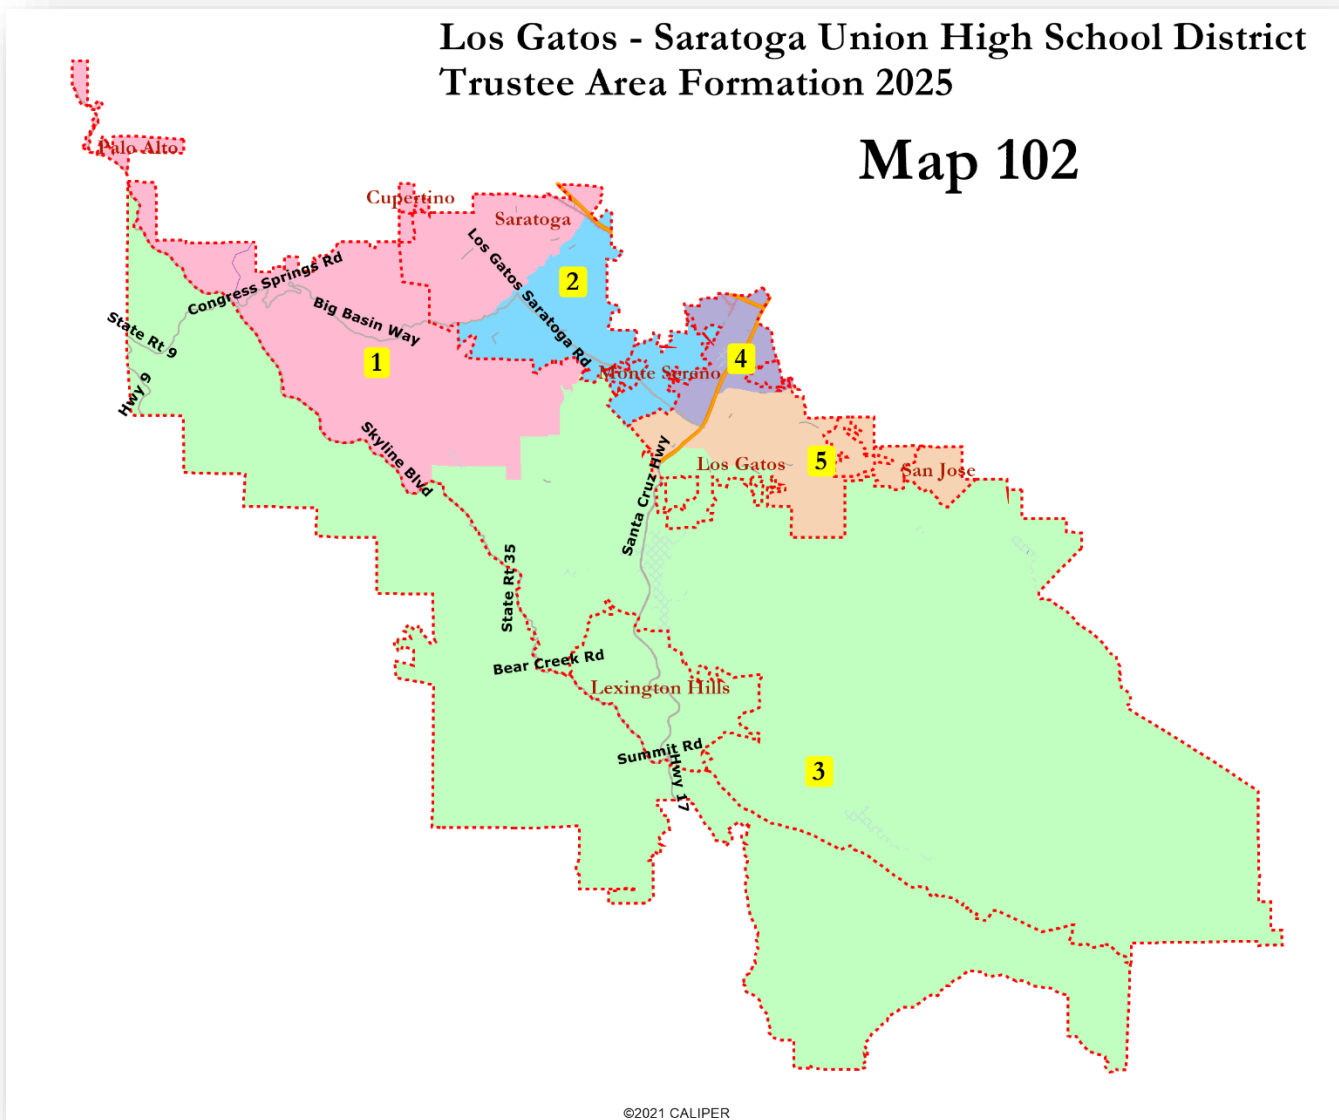 Los Gatos - Saratoga Union High School District
Trustee Area Formation 2025
Map 102
Palo Alto
Cupertino
Saratoga
Los Gatos Saratoga Rd
2
Congress Springs Rd
Big Basin Way
State Rt 9
Hwy 9
1
4
Monte Sereno
Skyline Blvd
Santa Cruz Hwy
Los Gatos
5
San Jose
State Rt 35
Bear Creek Rd
Lexington Hills
Summit Rd
Hwy 17
3
©2021 CALIPER